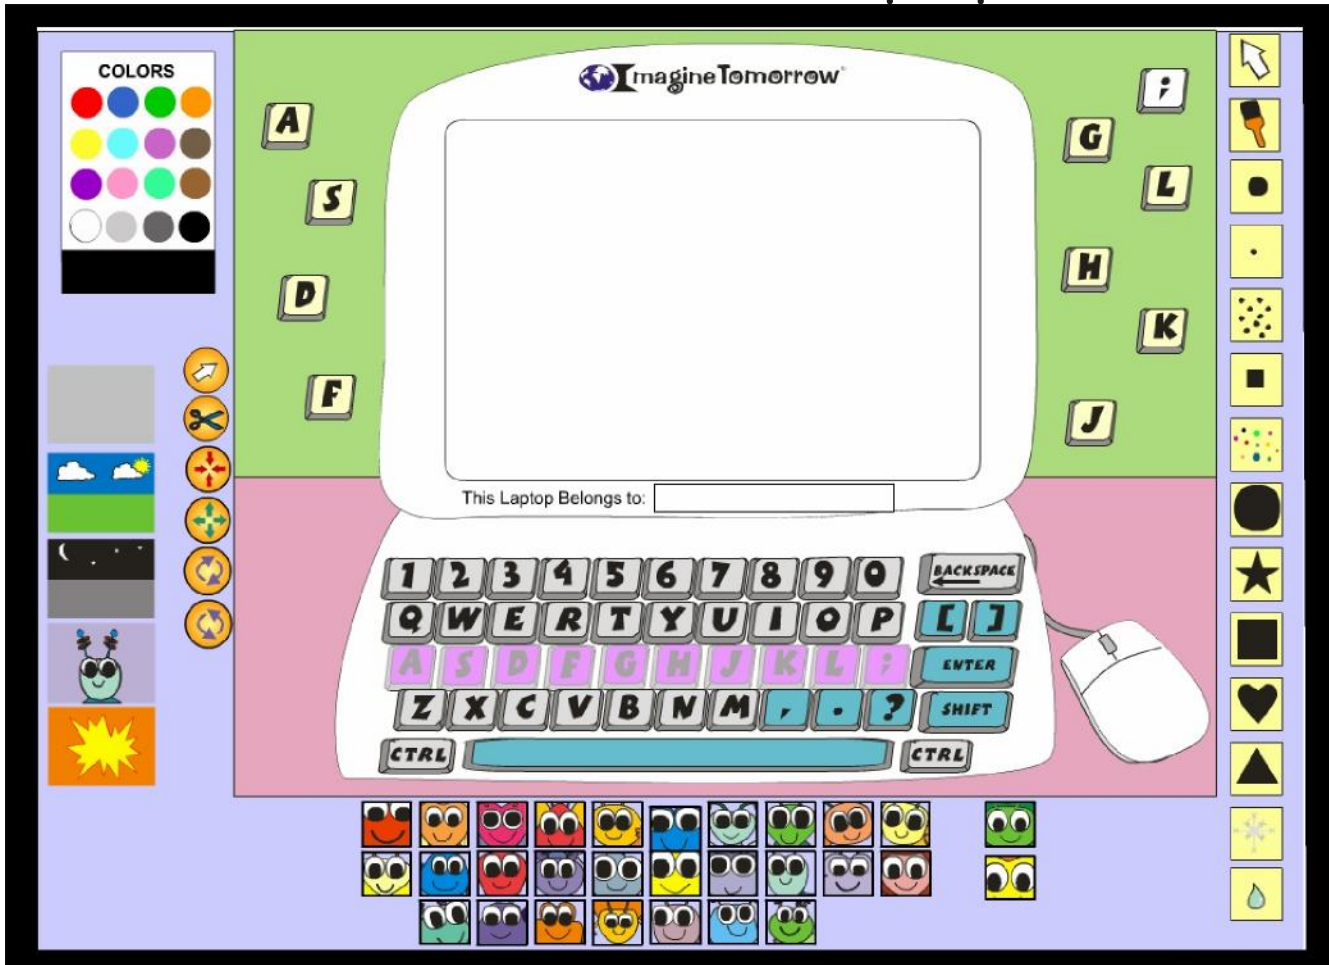 COLORS
ImagineTomorrow
A
S
D
F
;
G
L
H
K
J
This Laptop Belongs to:
1 2 3 4 5 6 7 8 9 0 BACKSPACE
Q W E R T Y U I O P [ ]
A S D F G H J K L ; ENTER
Z X C V B N M , . ? SHIFT
CTRL CTRL